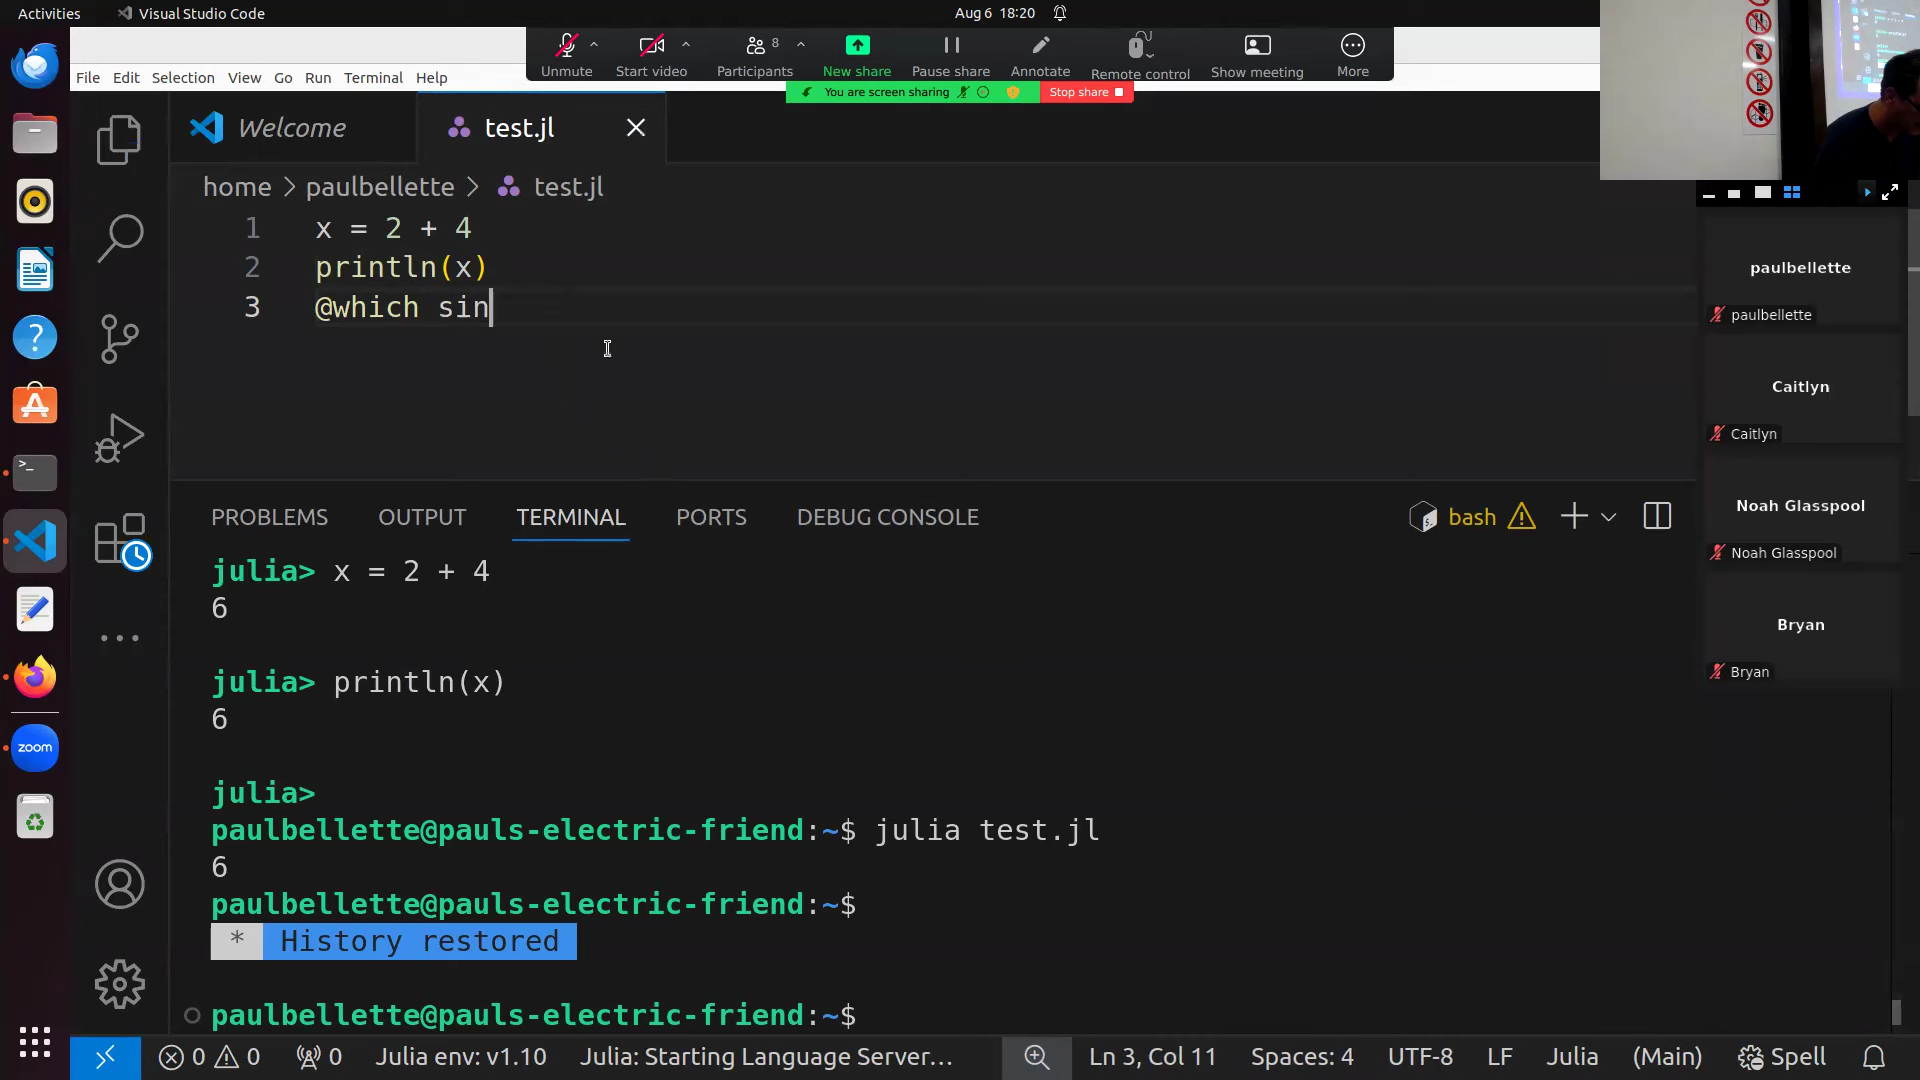 Activities
Visual Studio Code
Aug 6 18:20
File Edit Selection View Go Run Terminal Help
Unmute
Start video
8
Participants
New share
Pause share
Annotate
Remote control
Show meeting
More
You are screen sharing
Stop share
Welcome
test.jl
home > paulbellette > test.jl
1 x = 2 + 4
2 println(x)
3 @which sin
paulbellette
paulbellette
Caitlyn
Caitlyn
Noah Glasspool
Noah Glasspool
Bryan
Bryan
PROBLEMS OUTPUT TERMINAL PORTS DEBUG CONSOLE
bash
julia> x = 2 + 4
6
julia> println(x)
6
julia>
paulbellette@pauls-electric-friend:~$ julia test.jl
6
paulbellette@pauls-electric-friend:~$
* History restored
paulbellette@pauls-electric-friend:~$
zoom
0 0 0 Julia env: v1.10 Julia: Starting Language Server... Ln 3, Col 11 Spaces: 4 UTF-8 LF Julia (Main) Spell